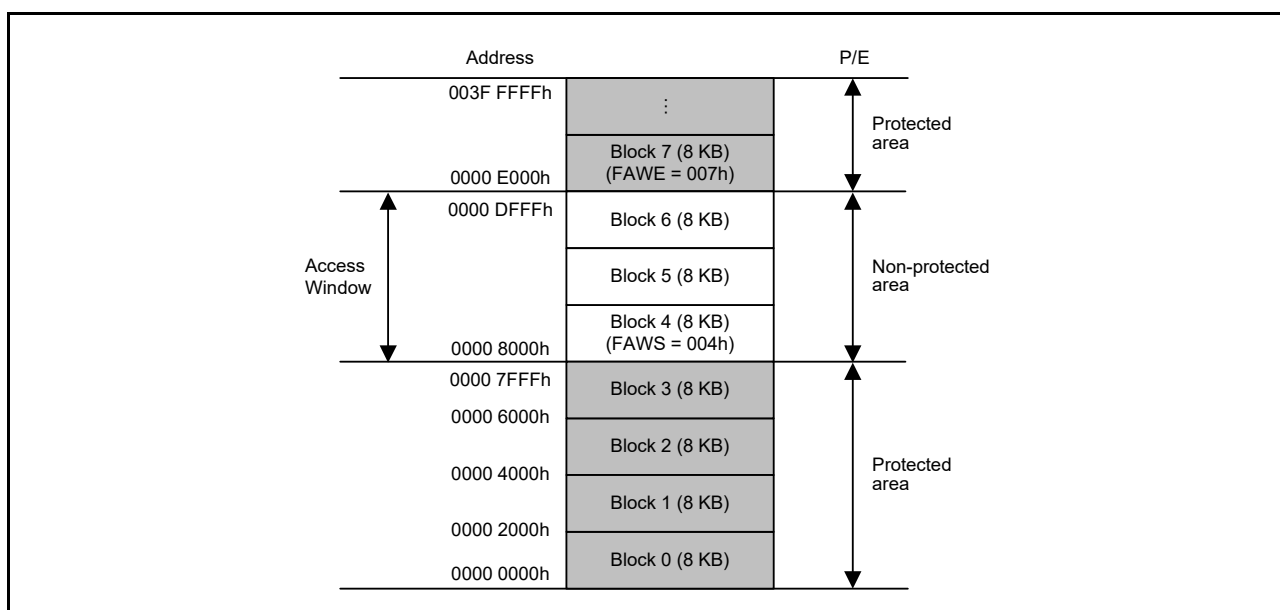 Address P/E
003F FFFFh
⋮
Protected
area
Block 7 (8 KB)
(FAWE = 007h)
0000 E000h
0000 DFFFh
Block 6 (8 KB)
Access
Window
Block 5 (8 KB)
Non-protected
area
Block 4 (8 KB)
(FAWS = 004h)
0000 8000h
0000 7FFFh
Block 3 (8 KB)
0000 6000h
Block 2 (8 KB)
0000 4000h
Protected
area
Block 1 (8 KB)
0000 2000h
Block 0 (8 KB)
0000 0000h